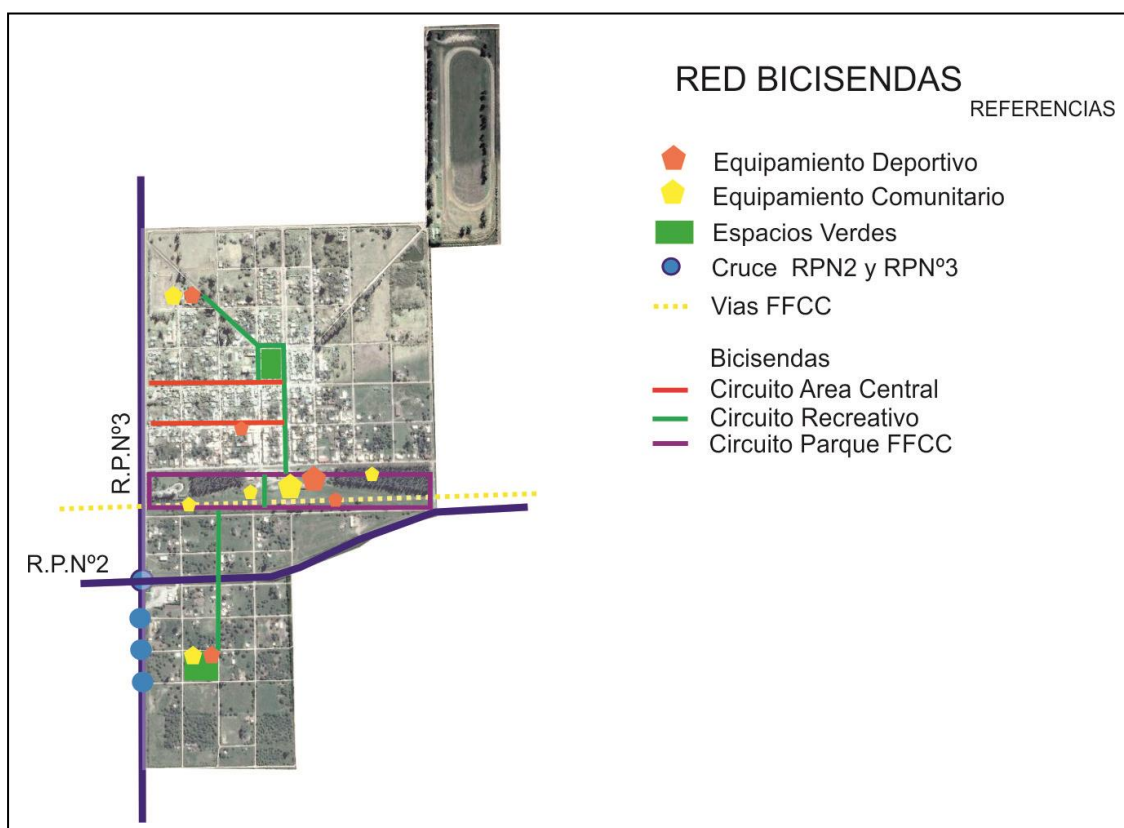 RED BICISENDAS
REFERENCIAS
Equipamiento Deportivo
Equipamiento Comunitario
Espacios Verdes
Cruce RPN2 y RPNº3
Vias FFCC
Bicisendas
Circuito Area Central
Circuito Recreativo
Circuito Parque FFCC
R.P.Nº3
R.P.Nº2